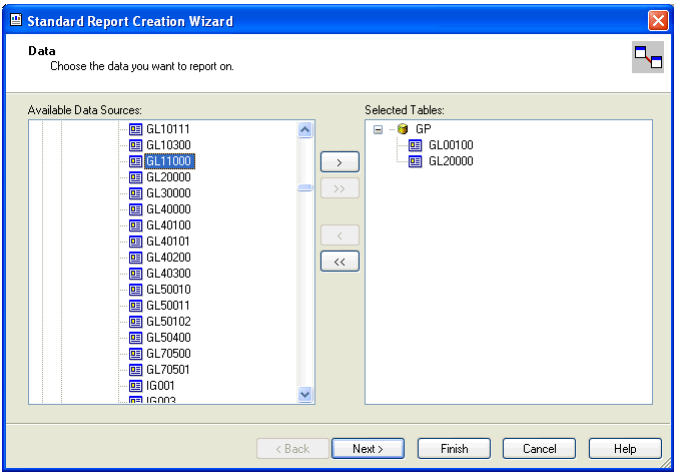 Standard Report Creation Wizard
Data
Choose the data you want to report on.
Available Data Sources:
GL10111
GL10300
GL11000
GL20000
GL30000
GL40000
GL40100
GL40101
GL40200
GL40300
GL50010
GL50011
GL50102
GL50400
GL70500
GL70501
IG001
IG003
>
>>
<
<<
Selected Tables:
GP
GL00100
GL20000
< Back
Next >
Finish
Cancel
Help